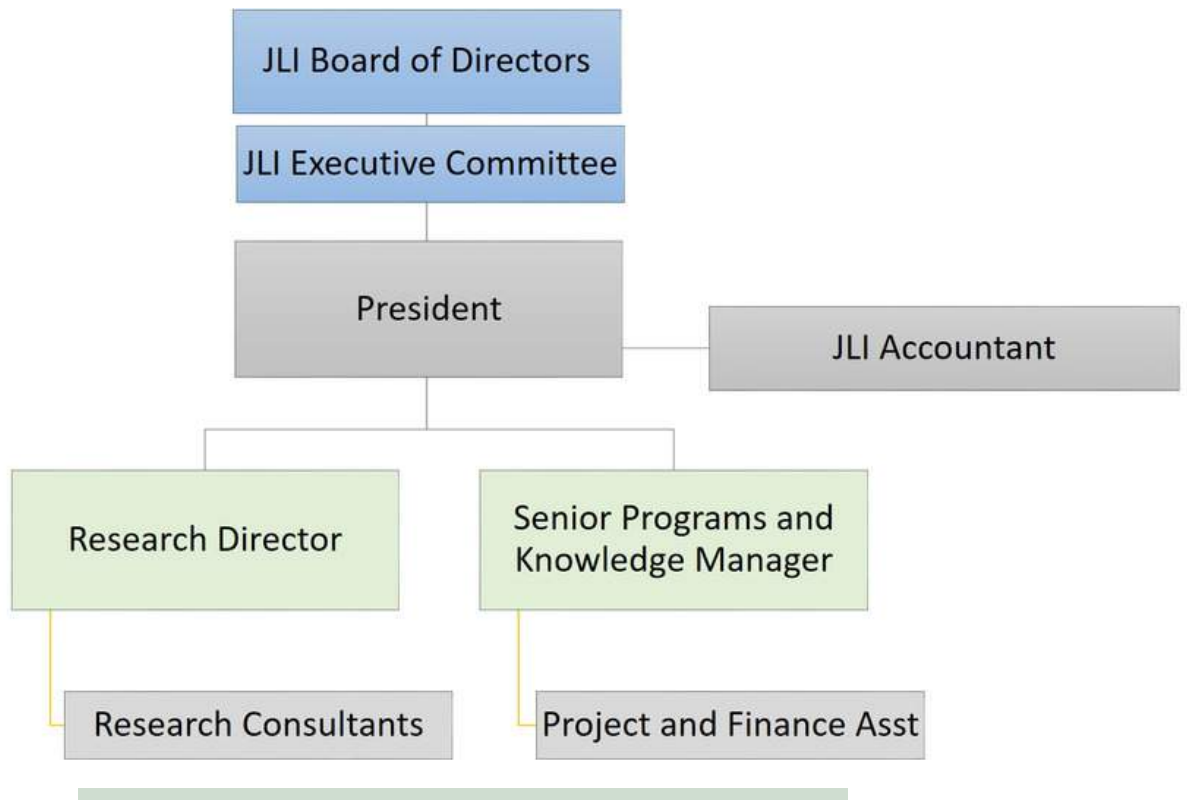 JLI Board of Directors
JLI Executive Committee
President
JLI Accountant
Research Director
Senior Programs and
Knowledge Manager
Research Consultants
Project and Finance Asst